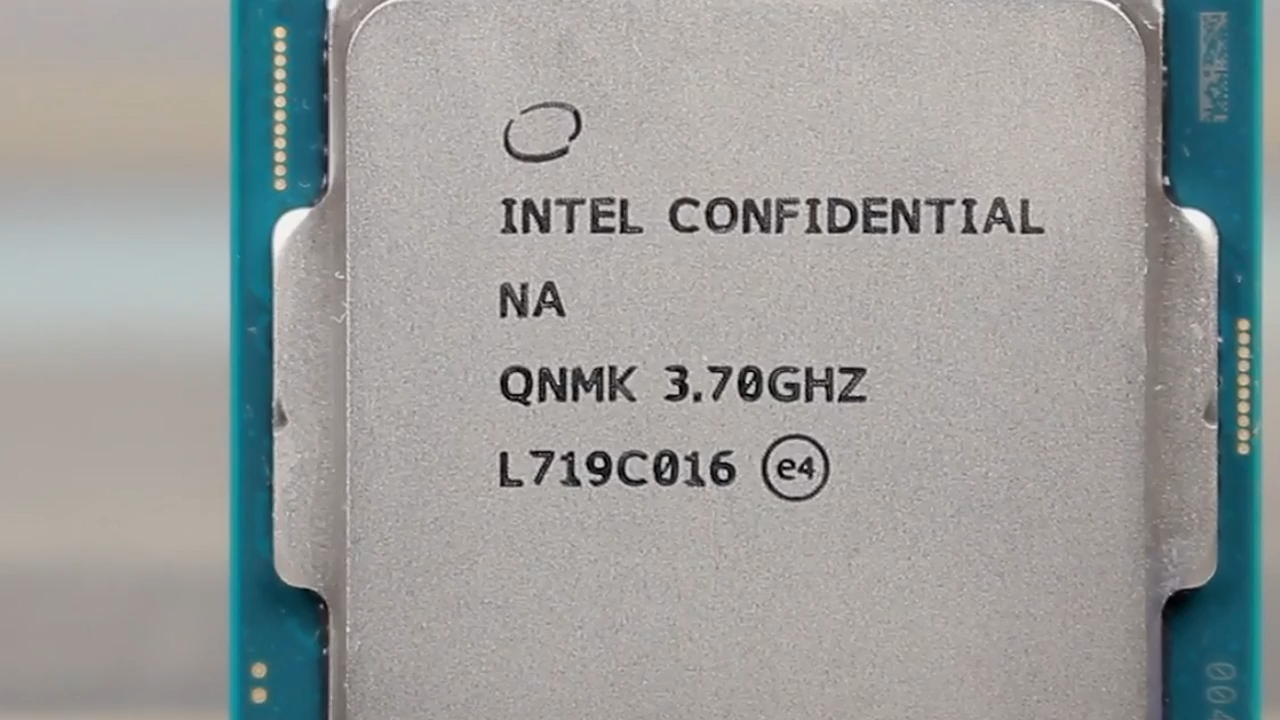 INTEL CONFIDENTIAL
NA
QNMK 3.70GHZ
L719C016 e4